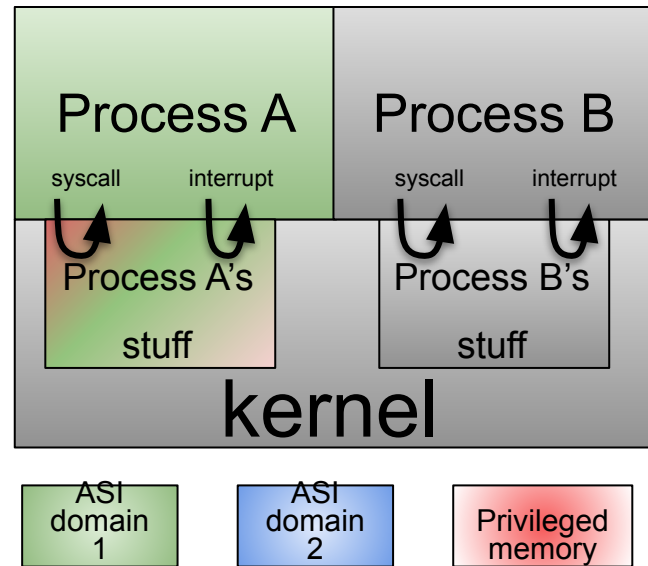 Process A
Process B
syscall
interrupt
syscall
interrupt
Process A's
stuff
Process B's
stuff
kernel
ASI
domain
1
ASI
domain
2
Privileged
memory